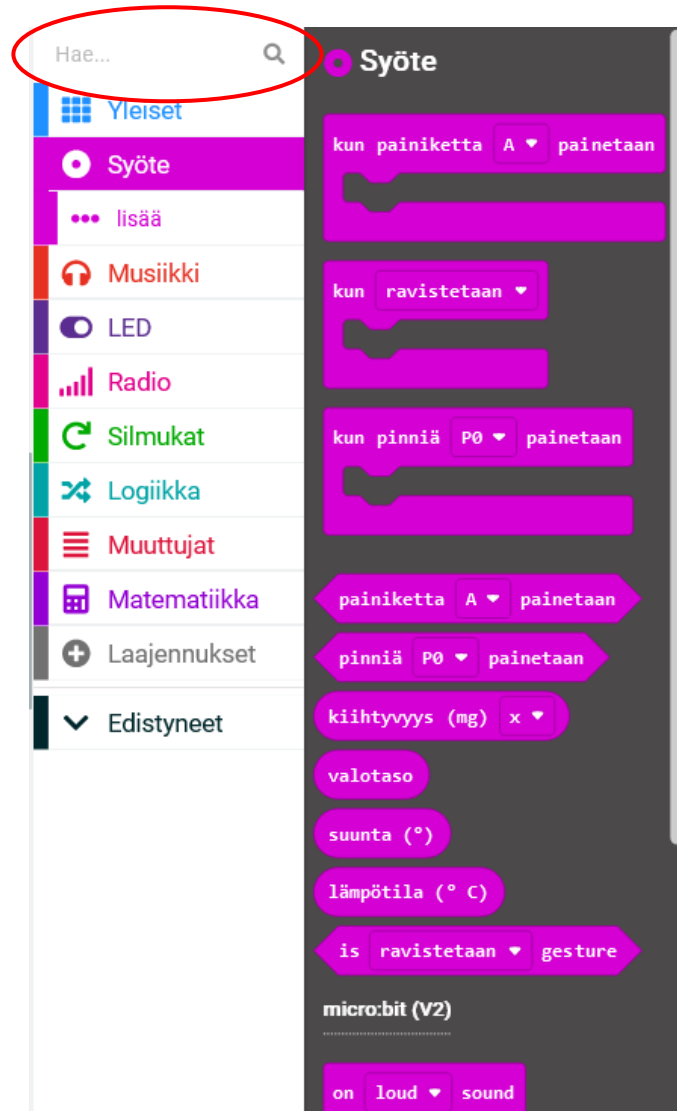 Hae...
Yleiset
Syöte
lisää
Musiikki
LED
Radio
Silmukat
Logiikka
Muuttujat
Matematiikka
Laajennukset
Edistyneet
Syöte
kun painiketta A painetaan
kun ravistetaan
kun pinniä P0 painetaan
painiketta A painetaan
pinniä P0 painetaan
kiihtyvyys (mg) x
valotaso
suunta (°)
lämpötila (° C)
is ravistetaan gesture
micro:bit (V2)
on loud sound